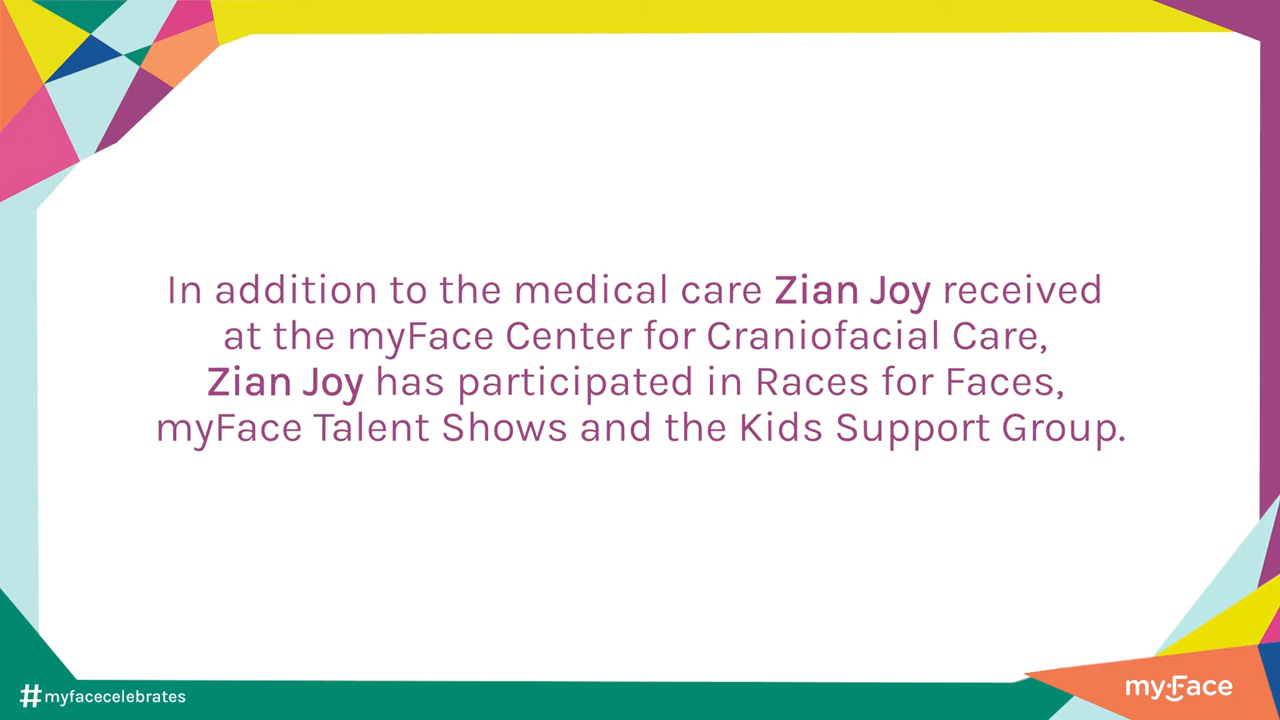 In addition to the medical care Zian Joy received
at the myFace Center for Craniofacial Care,
Zian Joy has participated in Races for Faces,
myFace Talent Shows and the Kids Support Group.
#myfacecelebrates
myFace